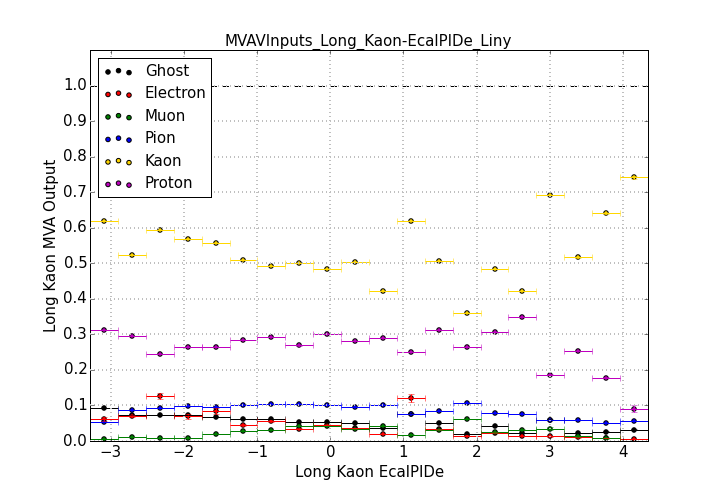 MVAVInputs_Long_Kaon-EcalPIDe_Liny
1.0
0.9
0.8
0.7
0.6
0.5
0.4
0.3
0.2
0.1
0.0
Long Kaon MVA Output
Ghost
Electron
Muon
Pion
Kaon
Proton
−3 −2 −1 0 1 2 3 4
Long Kaon EcalPIDe